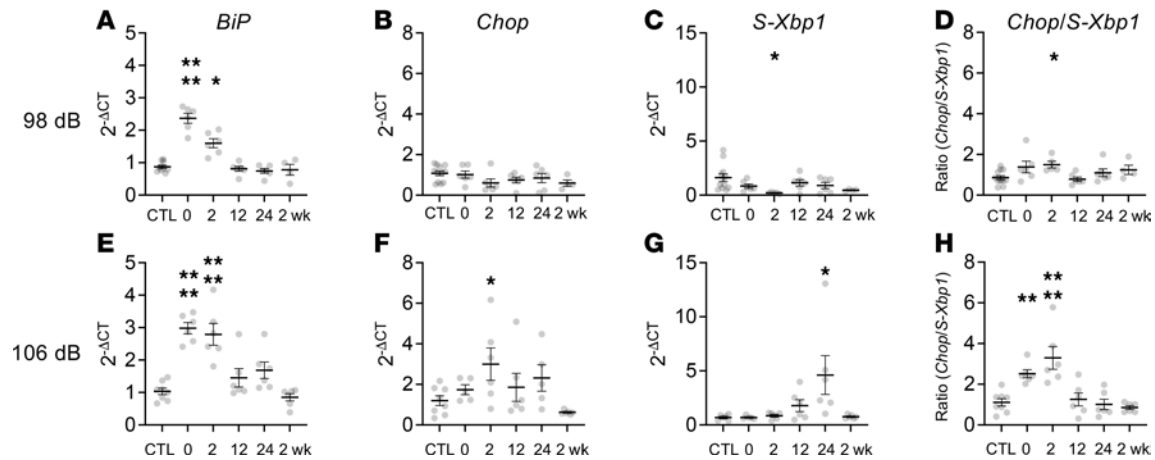 A BiP B Chop C S-Xbp1 D Chop/S-Xbp1
98 dB
2-ΔCT
5
4
3
2
1
0
**
**
*
CTL 0 2 12 24 2 wk
2-ΔCT
8
6
4
2
0
CTL 0 2 12 24 2 wk
2-ΔCT
15
10
5
0
*
CTL 0 2 12 24 2 wk
Ratio (Chop/S-Xbp1)
8
6
4
2
0
*
CTL 0 2 12 24 2 wk
E F G H
106 dB
2-ΔCT
5
4
3
2
1
0
**
**
**
**
CTL 0 2 12 24 2 wk
2-ΔCT
8
6
4
2
0
*
CTL 0 2 12 24 2 wk
2-ΔCT
15
10
5
0
*
CTL 0 2 12 24 2 wk
Ratio (Chop/S-Xbp1)
8
6
4
2
0
**
**
**
CTL 0 2 12 24 2 wk